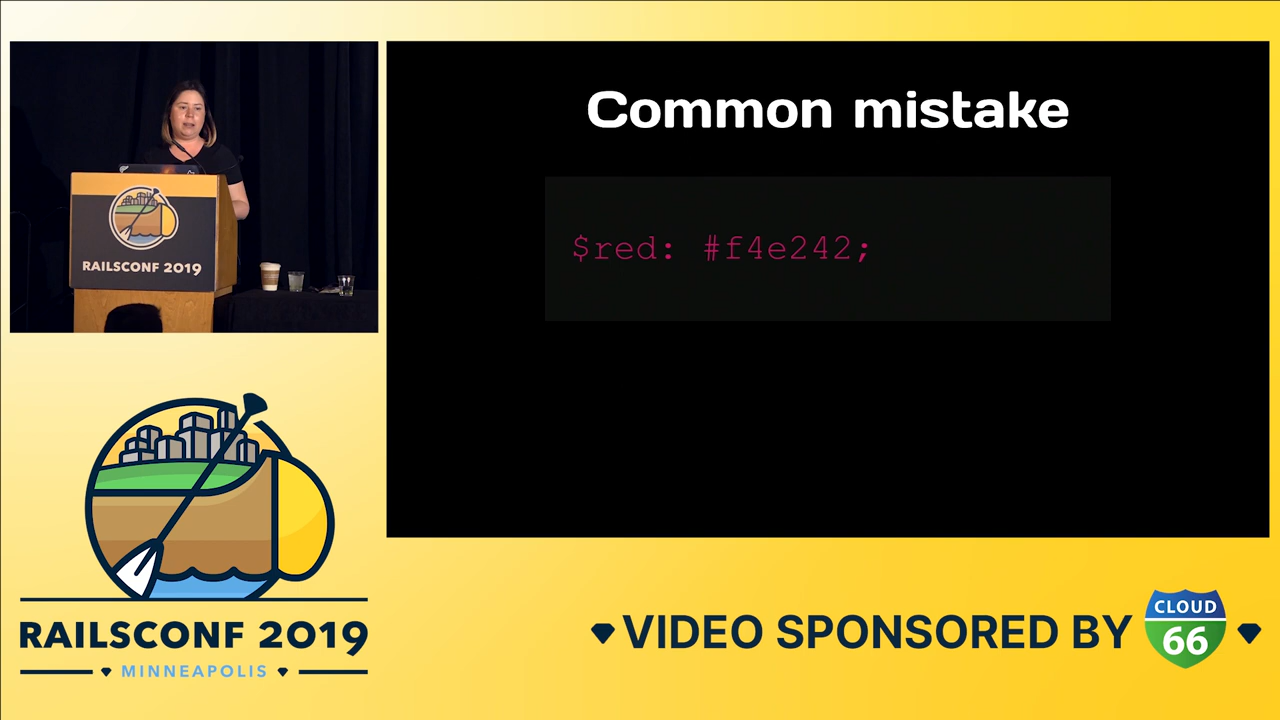 Common mistake
$red: #f4e242;
RAILSCONF 2019
RAILSCONF 2019
MINNEAPOLIS
VIDEO SPONSORED BY
CLOUD
66